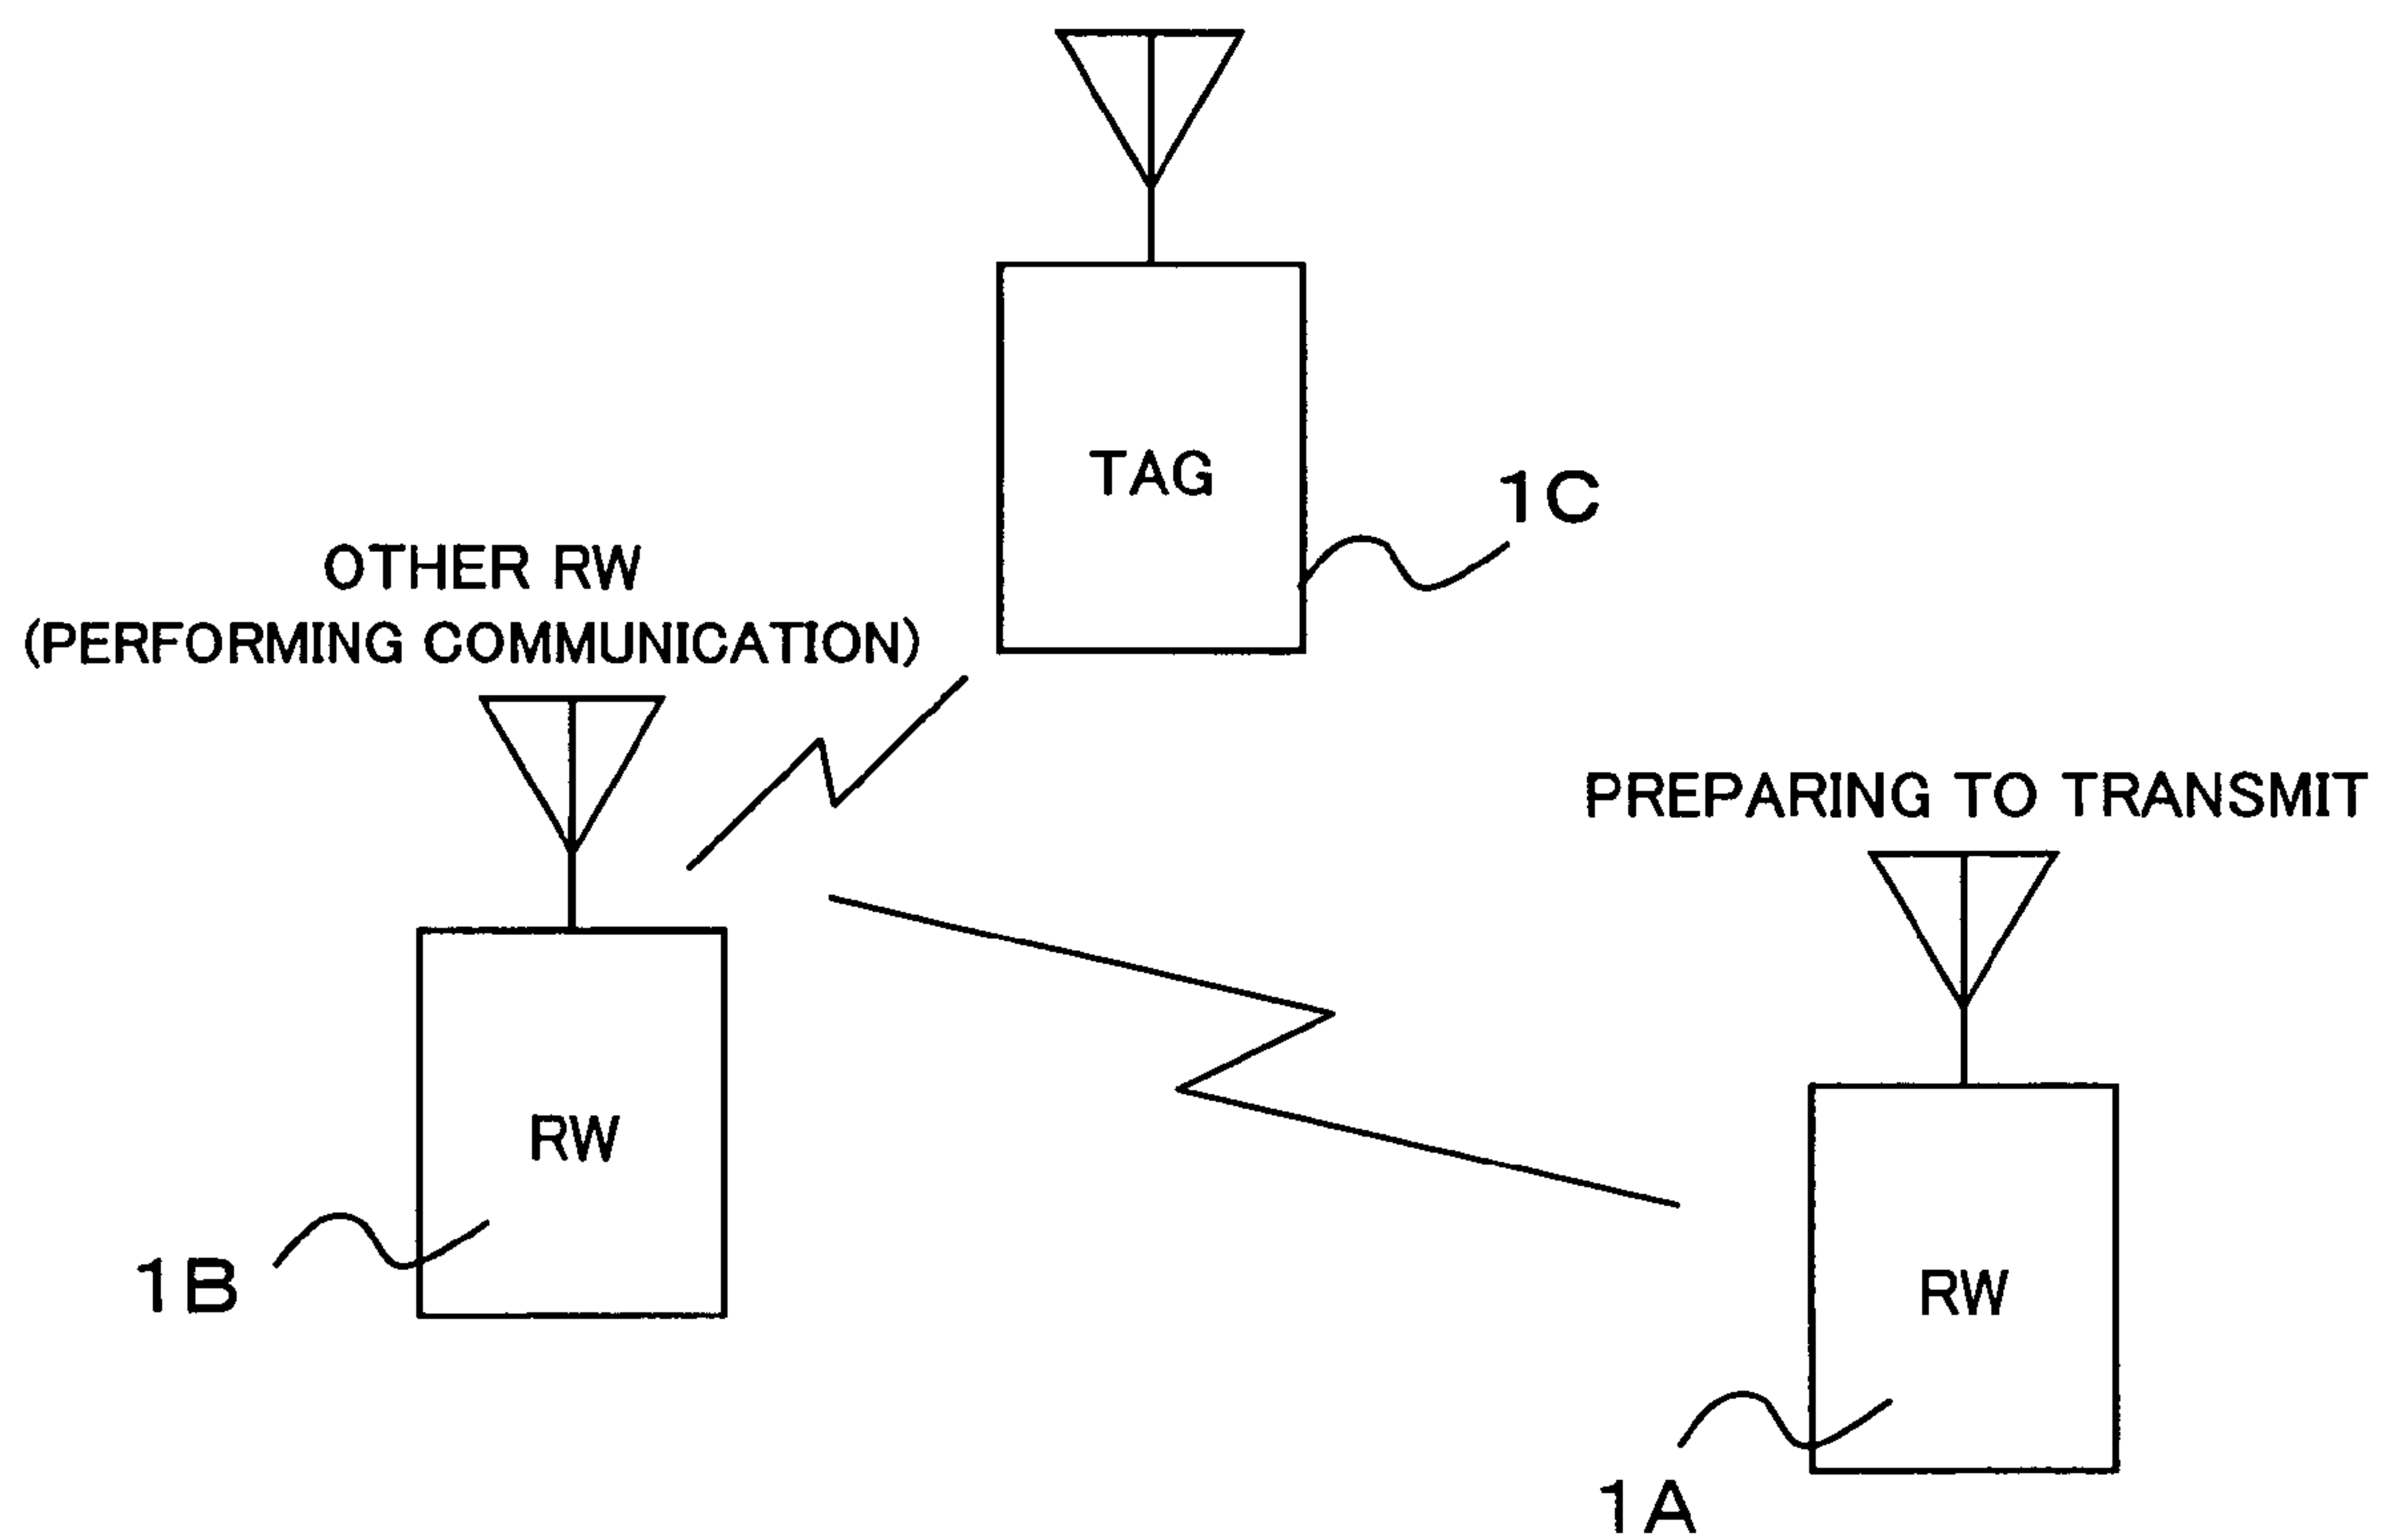 TAG
1C
OTHER RW
(PERFORMING COMMUNICATION)
PREPARING TO TRANSMIT
RW
1B
RW
1A